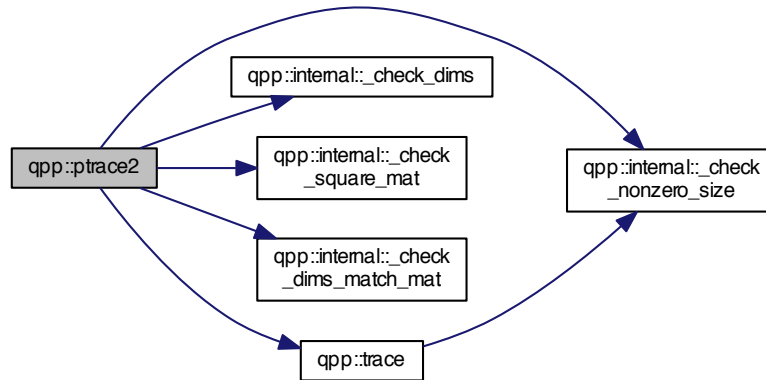 qpp::internal::_check_dims
qpp::ptrace2
qpp::internal::_check
_square_mat
qpp::internal::_check
_nonzero_size
qpp::internal::_check
_dims_match_mat
qpp::trace